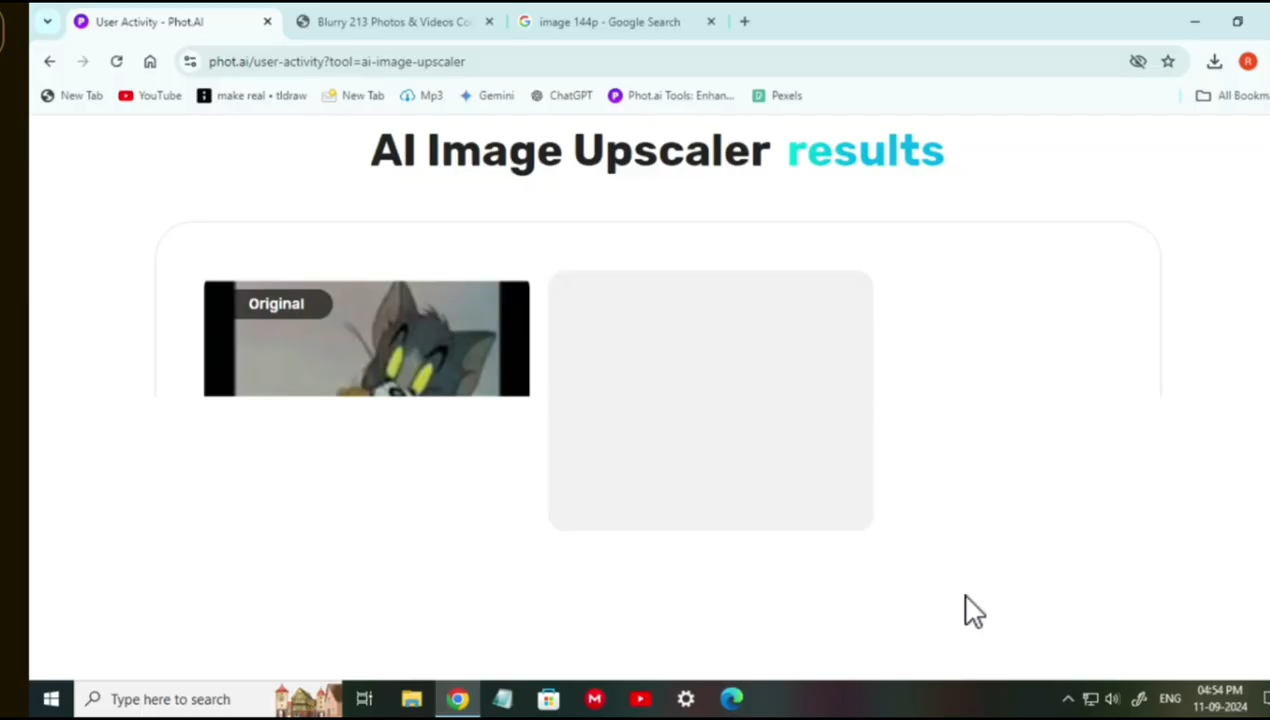 User Activity - Phot.AI
Blurry 213 Photos & Videos Co
image 144p - Google Search
phot.ai/user-activity?tool=ai-image-upscaler
R
New Tab
YouTube
make real • tldraw
New Tab
Mp3
Gemini
ChatGPT
Phot.ai Tools: Enhan...
Pexels
All Bookma
AI Image Upscaler results
Original
Type here to search
ENG
04:54 PM
11-09-2024